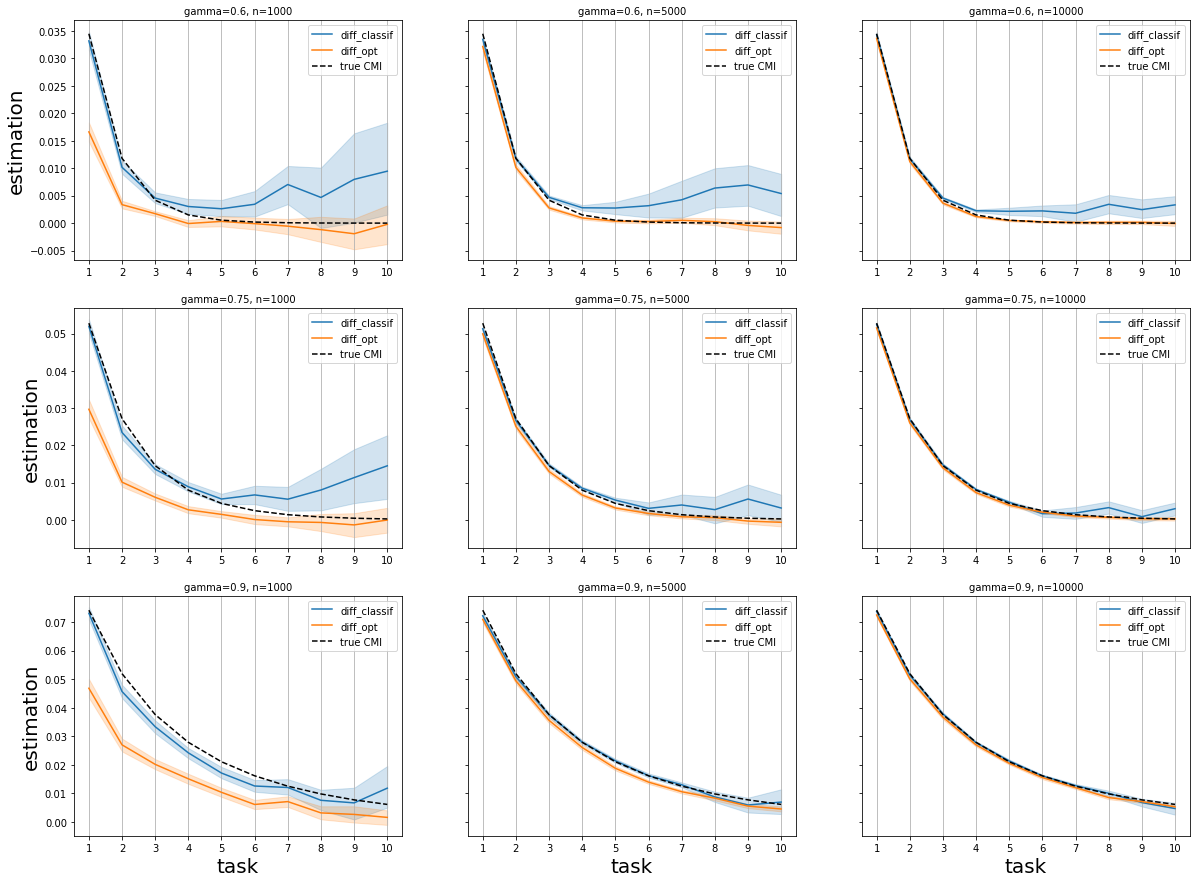 gamma=0.6, n=1000
gamma=0.6, n=5000
gamma=0.6, n=10000
estimation
0.035
0.030
0.025
0.020
0.015
0.010
0.005
0.000
−0.005
diff_classif
diff_opt
true CMI
diff_classif
diff_opt
true CMI
diff_classif
diff_opt
true CMI
1 2 3 4 5 6 7 8 9 10
1 2 3 4 5 6 7 8 9 10
1 2 3 4 5 6 7 8 9 10
gamma=0.75, n=1000
gamma=0.75, n=5000
gamma=0.75, n=10000
estimation
0.05
0.04
0.03
0.02
0.01
0.00
diff_classif
diff_opt
true CMI
diff_classif
diff_opt
true CMI
diff_classif
diff_opt
true CMI
1 2 3 4 5 6 7 8 9 10
1 2 3 4 5 6 7 8 9 10
1 2 3 4 5 6 7 8 9 10
gamma=0.9, n=1000
gamma=0.9, n=5000
gamma=0.9, n=10000
estimation
0.07
0.06
0.05
0.04
0.03
0.02
0.01
0.00
diff_classif
diff_opt
true CMI
diff_classif
diff_opt
true CMI
diff_classif
diff_opt
true CMI
1 2 3 4 5 6 7 8 9 10
1 2 3 4 5 6 7 8 9 10
1 2 3 4 5 6 7 8 9 10
task
task
task